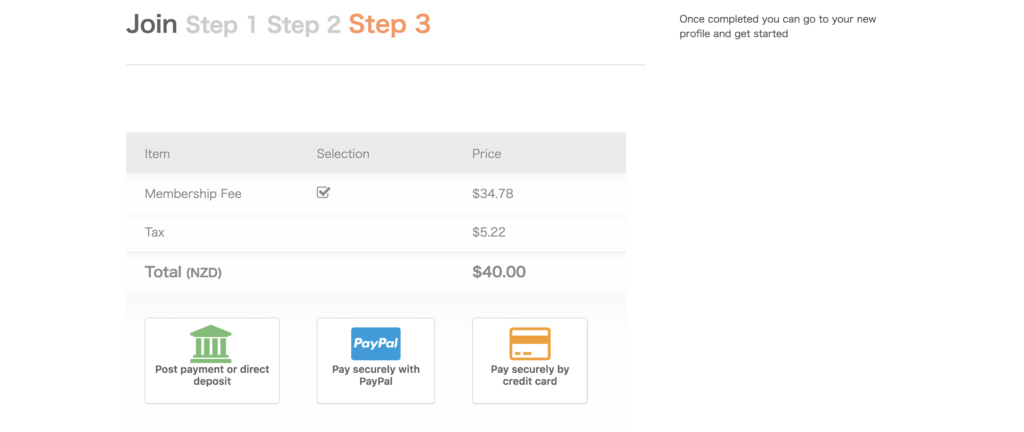 Join Step 1 Step 2 Step 3
Once completed you can go to your new
profile and get started
Item Selection Price
Membership Fee $34.78
Tax $5.22
Total (NZD) $40.00
Post payment or direct
deposit
PayPal
Pay securely with
PayPal
Pay securely by
credit card